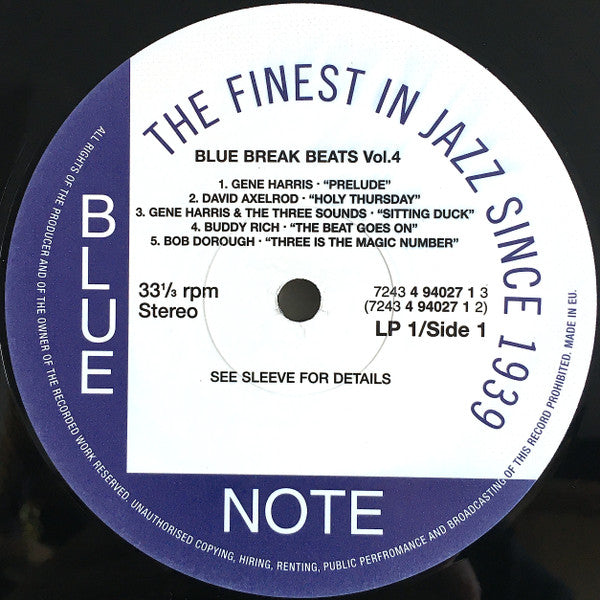 THE FINEST IN JAZZ SINCE 1939
BLUE BREAK BEATS Vol.4
1. GENE HARRIS · “PRELUDE”
2. DAVID AXELROD · “HOLY THURSDAY”
3. GENE HARRIS & THE THREE SOUNDS · “SITTING DUCK”
4. BUDDY RICH · “THE BEAT GOES ON”
5. BOB DOROUGH · “THREE IS THE MAGIC NUMBER”
33⅓ rpm
Stereo
7243 4 94027 1 3
(7243 4 94027 1 2)
LP 1/Side 1
SEE SLEEVE FOR DETAILS
BLUE
NOTE
ALL RIGHTS OF THE PRODUCER AND OF THE OWNER OF THE RECORDED WORK RESERVED. UNAUTHORISED COPYING, HIRING, RENTING, PUBLIC PERFROMANCE AND BROADCASTING OF THIS RECORD PROHIBITED. MADE IN EU.